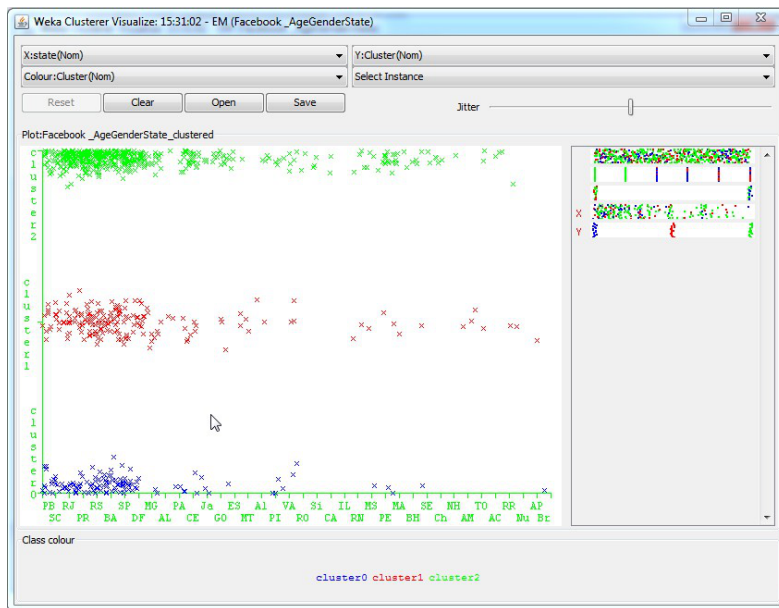 Weka Clusterer Visualize: 15:31:02 - EM (Facebook _AgeGenderState)
X:state(Nom)
Y:Cluster(Nom)
Colour:Cluster(Nom)
Select Instance
Reset
Clear
Open
Save
Jitter
Plot:Facebook _AgeGenderState_clustered
cluster2
cluster1
cluster0
X
Y
PB RJ RS SP MG PA Ja ES Al VA Si IL MS MA SE NH TO RR AP
SC PR BA DF AL CE GO MT PI RO CA RN PE BH Ch AM AC Nu Br
Class colour
cluster0 cluster1 cluster2